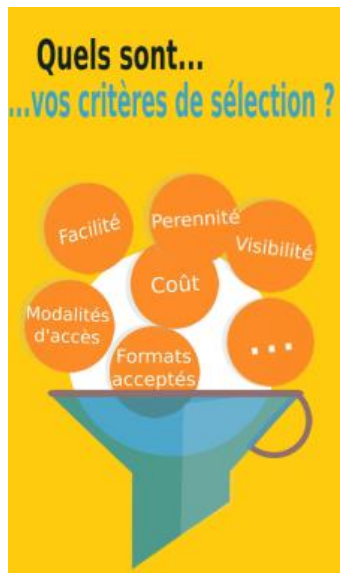 Quels sont...
...vos critères de sélection ?
Facilité
Perennité
Visibilité
Coût
Modalités
d'accès
Formats
acceptés
...